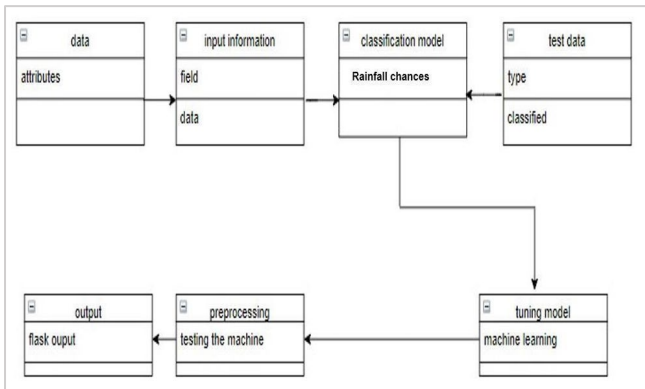 data
attributes
input information
field
data
classification model
Rainfall chances
test data
type
classified
output
flask ouput
preprocessing
testing the machine
tuning model
machine learning